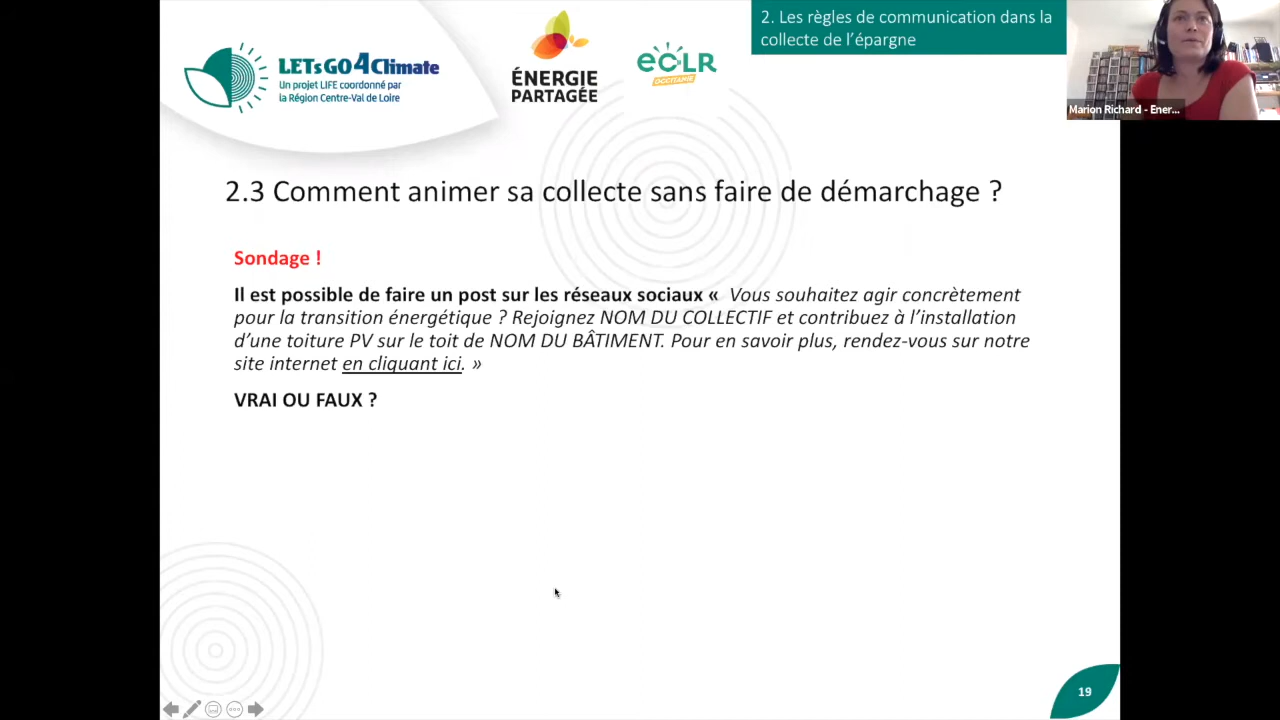 LETsGO4Climate
Un projet LIFE coordonné par
la Région Centre-Val de Loire
ÉNERGIE
PARTAGÉE
ECLR
OCCITANIE
2. Les règles de communication dans la
collecte de l'épargne
Marion Richard - Ener...
2.3 Comment animer sa collecte sans faire de démarchage ?
Sondage !
Il est possible de faire un post sur les réseaux sociaux « Vous souhaitez agir concrètement
pour la transition énergétique ? Rejoignez NOM DU COLLECTIF et contribuez à l'installation
d'une toiture PV sur le toit de NOM DU BÂTIMENT. Pour en savoir plus, rendez-vous sur notre
site internet en cliquant ici. »
VRAI OU FAUX ?
19